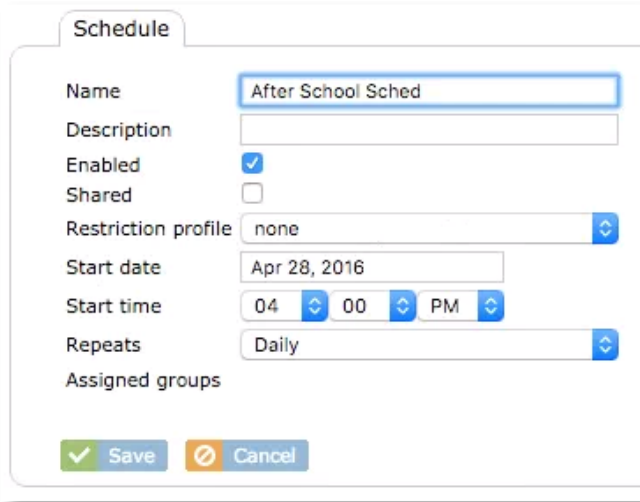 Schedule
Name After School Sched
Description
Enabled
Shared
Restriction profile none
Start date Apr 28, 2016
Start time 04 00 PM
Repeats Daily
Assigned groups
Save Cancel